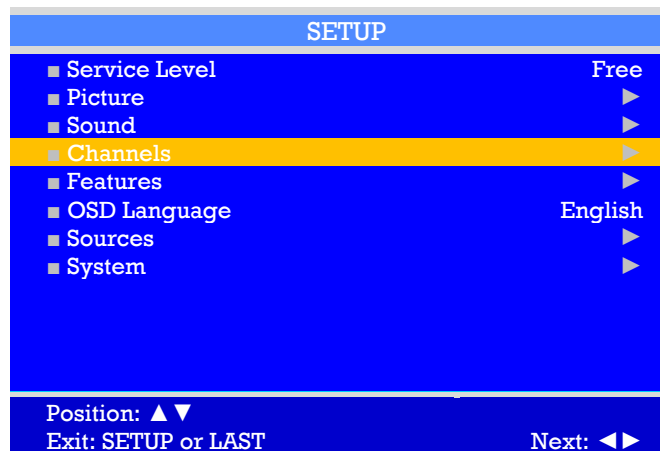 SETUP
■ Service Level Free
■ Picture ►
■ Sound ►
■ Channels ►
■ Features ►
■ OSD Language English
■ Sources ►
■ System ►
Position: ▲▼
Exit: SETUP or LAST Next: ◄►